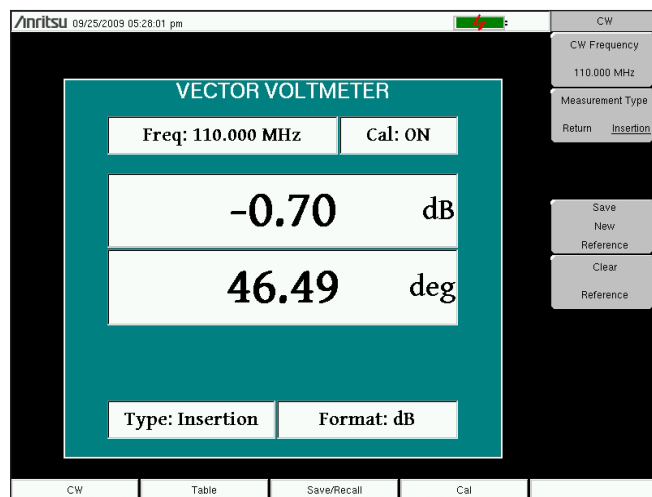 /Inritsu 09/25/2009 05:28:01 pm
CW
CW Frequency
110.000 MHz
Measurement Type
Return Insertion
Save
New
Reference
Clear
Reference
VECTOR VOLTMETER
Freq: 110.000 MHz Cal: ON
-0.70 dB
46.49 deg
Type: Insertion Format: dB
CW Table Save/Recall Cal